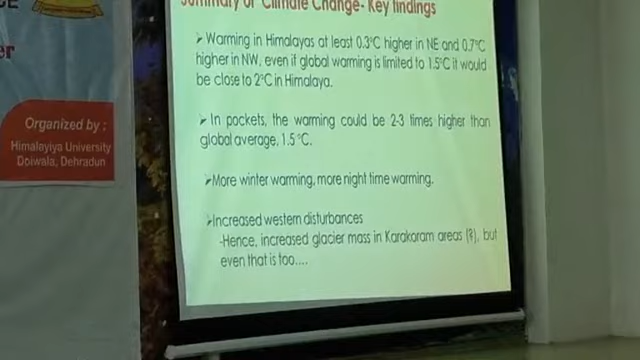 Summary of Climate Change- Key findings
➢ Warming in Himalayas at least 0.3°C higher in NE and 0.7°C
higher in NW, even if global warming is limited to 1.5°C it would
be close to 2°C in Himalaya.
➢ In pockets, the warming could be 2-3 times higher than
global average, 1.5 °C.
➢More winter warming, more night time warming.
➢Increased western disturbances
-Hence, increased glacier mass in Karakoram areas (?), but
even that is too....
Organized by :
Himalayiya University
Doiwala, Dehradun